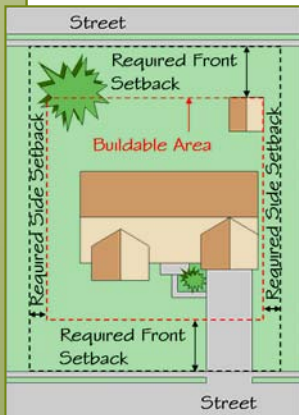 Street
Required Front
Setback
Buildable Area
Required Side Setback
Required Side Setback
Required Front
Setback
Street